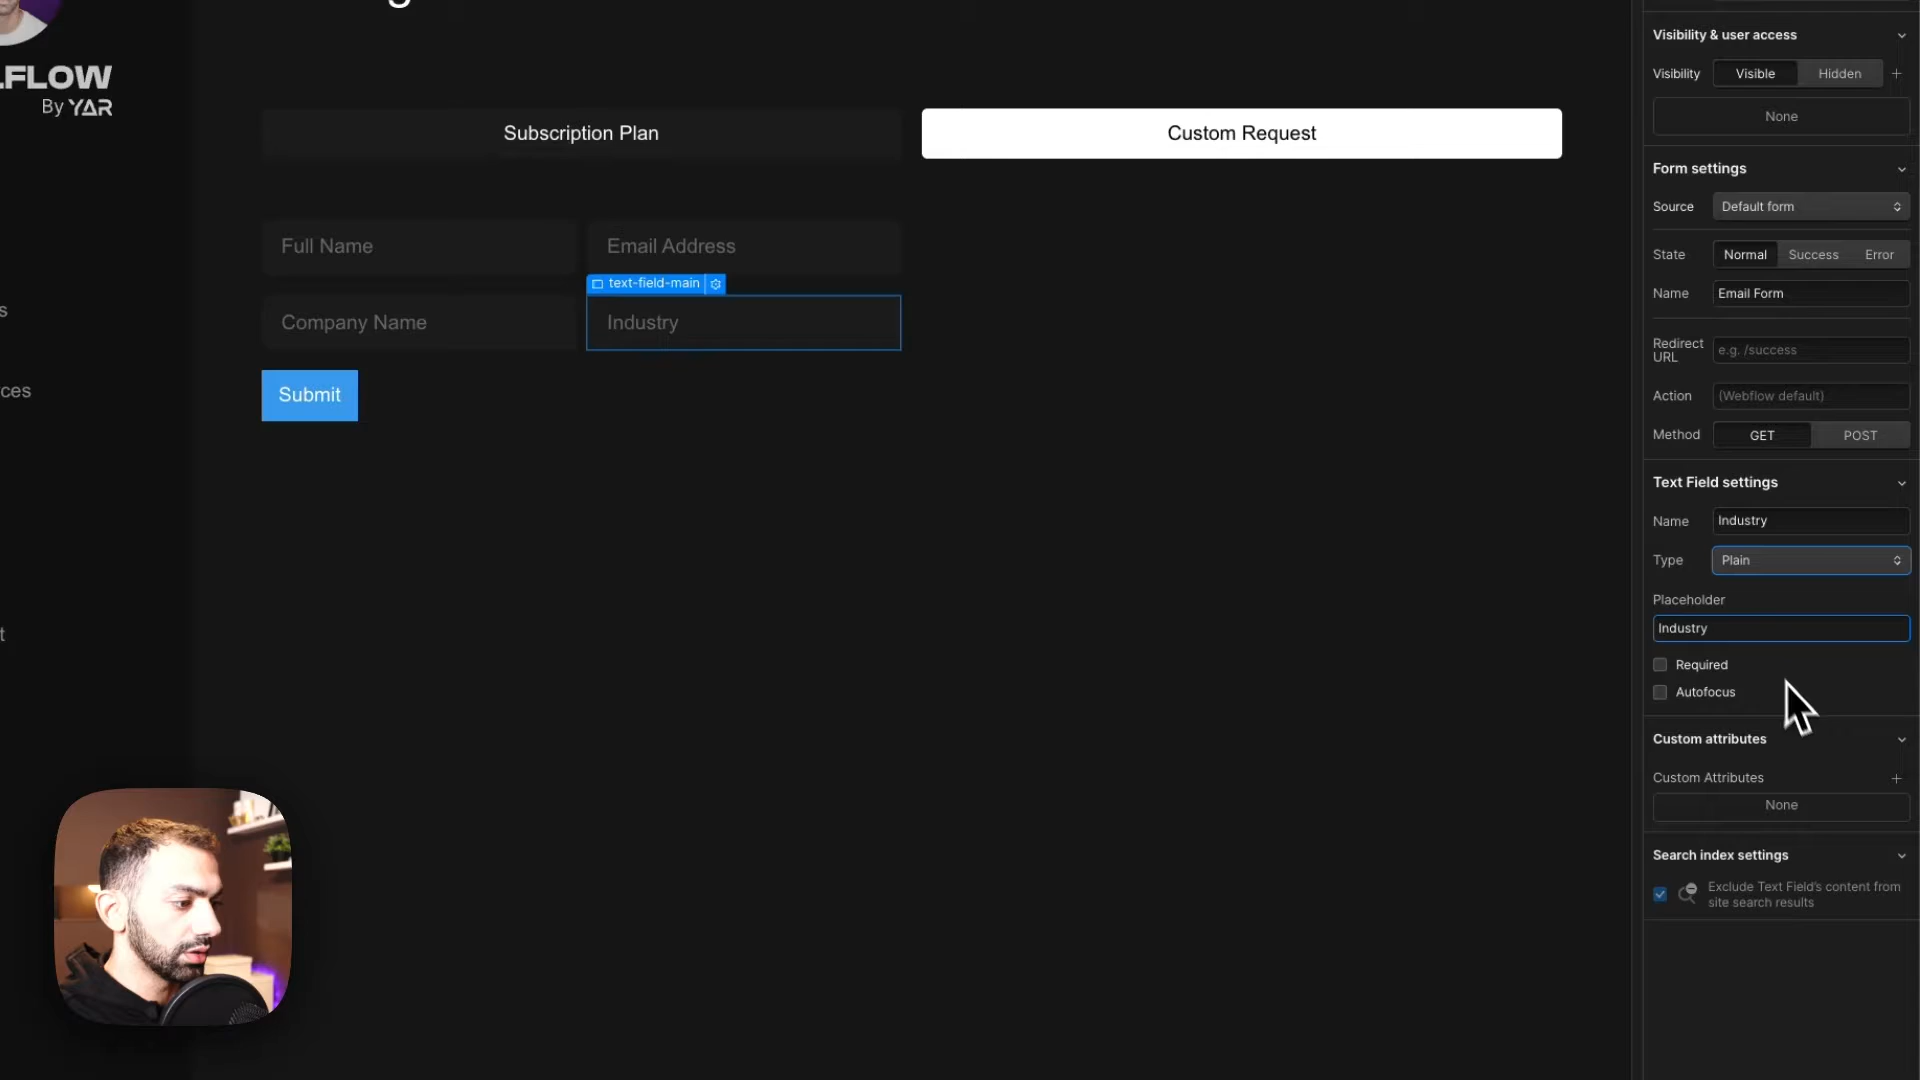 LFLOW
By YAR
s
ces
t
g
Subscription Plan
Custom Request
Full Name
Email Address
text-field-main
Company Name
Industry
Submit
Visibility & user access
Visibility
Visible
Hidden
None
Form settings
Source
Default form
State
Normal
Success
Error
Name
Email Form
Redirect
URL
e.g. /success
Action
(Webflow default)
Method
GET
POST
Text Field settings
Name
Industry
Type
Plain
Placeholder
Industry
Required
Autofocus
Custom attributes
Custom Attributes
None
Search index settings
Exclude Text Field's content from
site search results